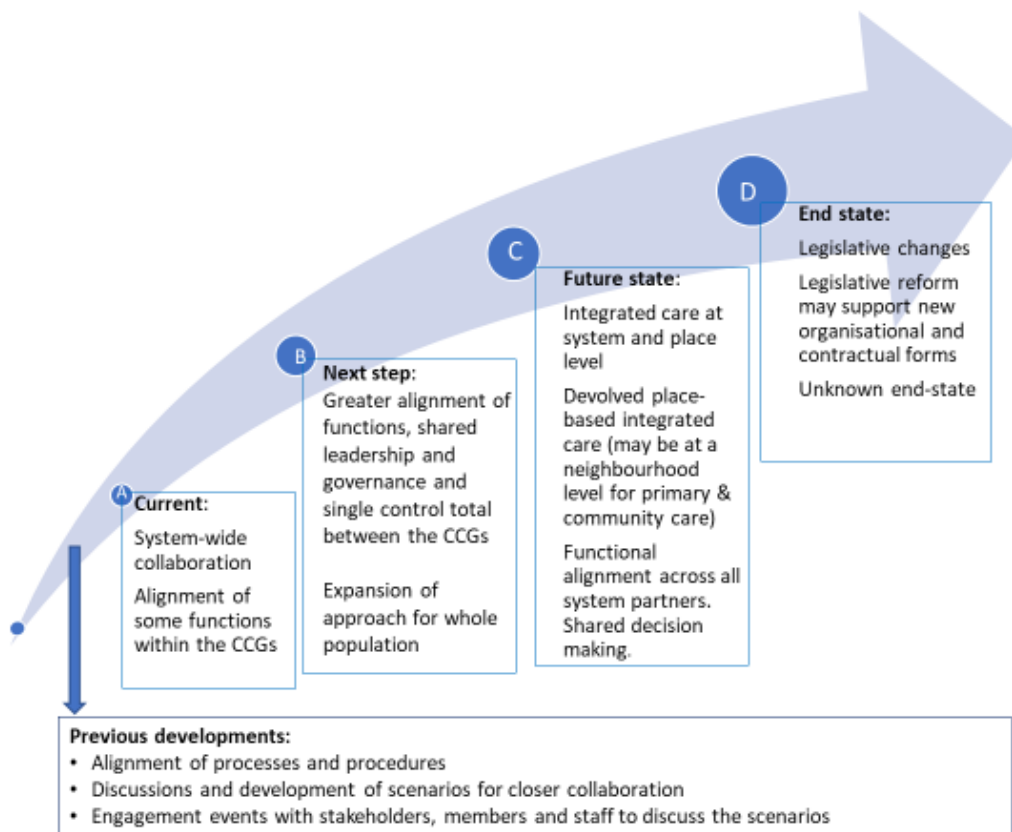 A
Current:
System-wide
collaboration
Alignment of
some functions
within the CCGs
B
Next step:
Greater alignment of
functions, shared
leadership and
governance and
single control total
between the CCGs
Expansion of
approach for whole
population
C
Future state:
Integrated care at
system and place
level
Devolved place-
based integrated
care (may be at a
neighbourhood
level for primary &
community care)
Functional
alignment across all
system partners.
Shared decision
making.
D
End state:
Legislative changes
Legislative reform
may support new
organisational and
contractual forms
Unknown end-state
Previous developments:
• Alignment of processes and procedures
• Discussions and development of scenarios for closer collaboration
• Engagement events with stakeholders, members and staff to discuss the scenarios